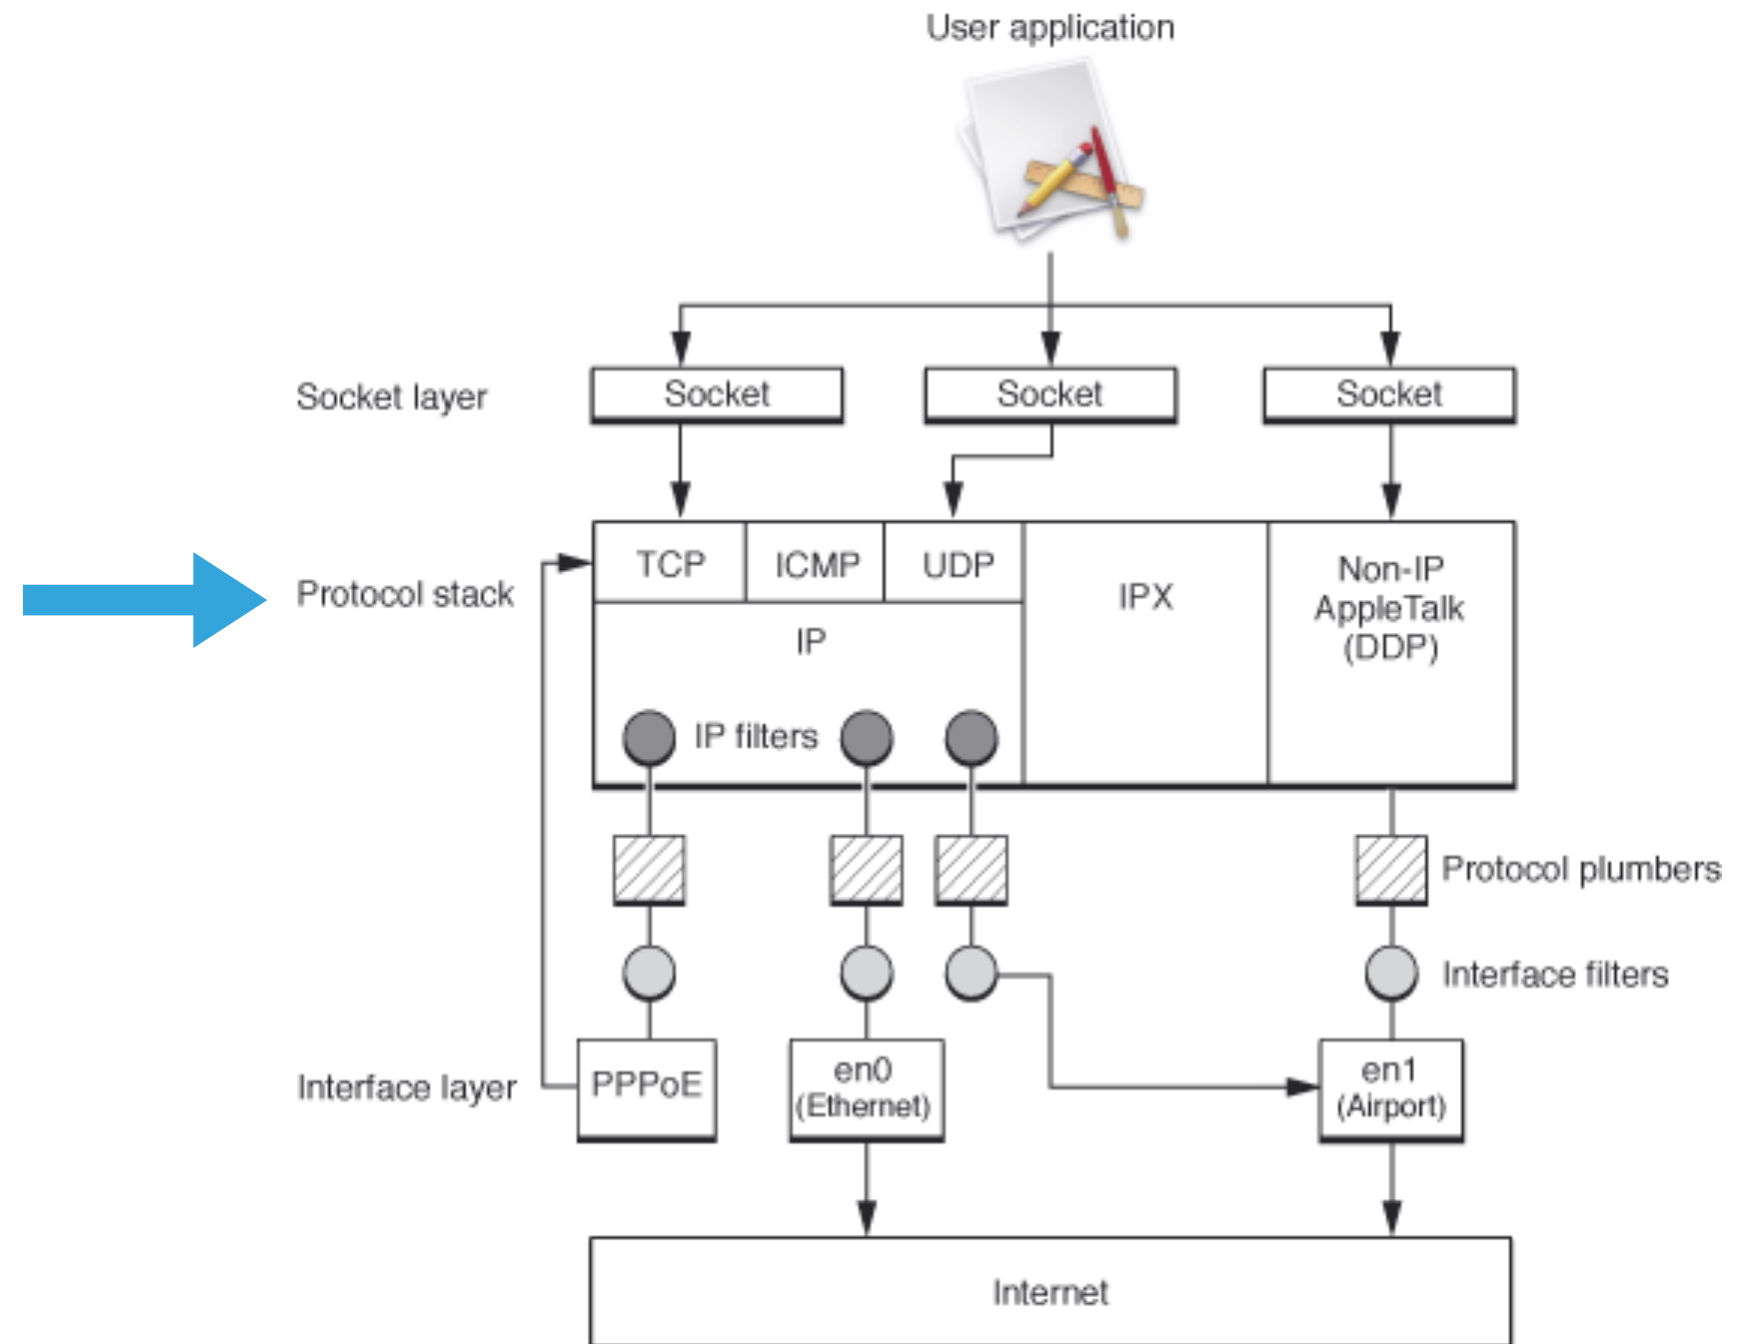 User application
Socket layer
Socket
Socket
Socket
Protocol stack
TCP
ICMP
UDP
IPX
Non-IP
AppleTalk
(DDP)
IP
IP filters
Protocol plumbers
Interface filters
Interface layer
PPPoE
en0
(Ethernet)
en1
(Airport)
Internet